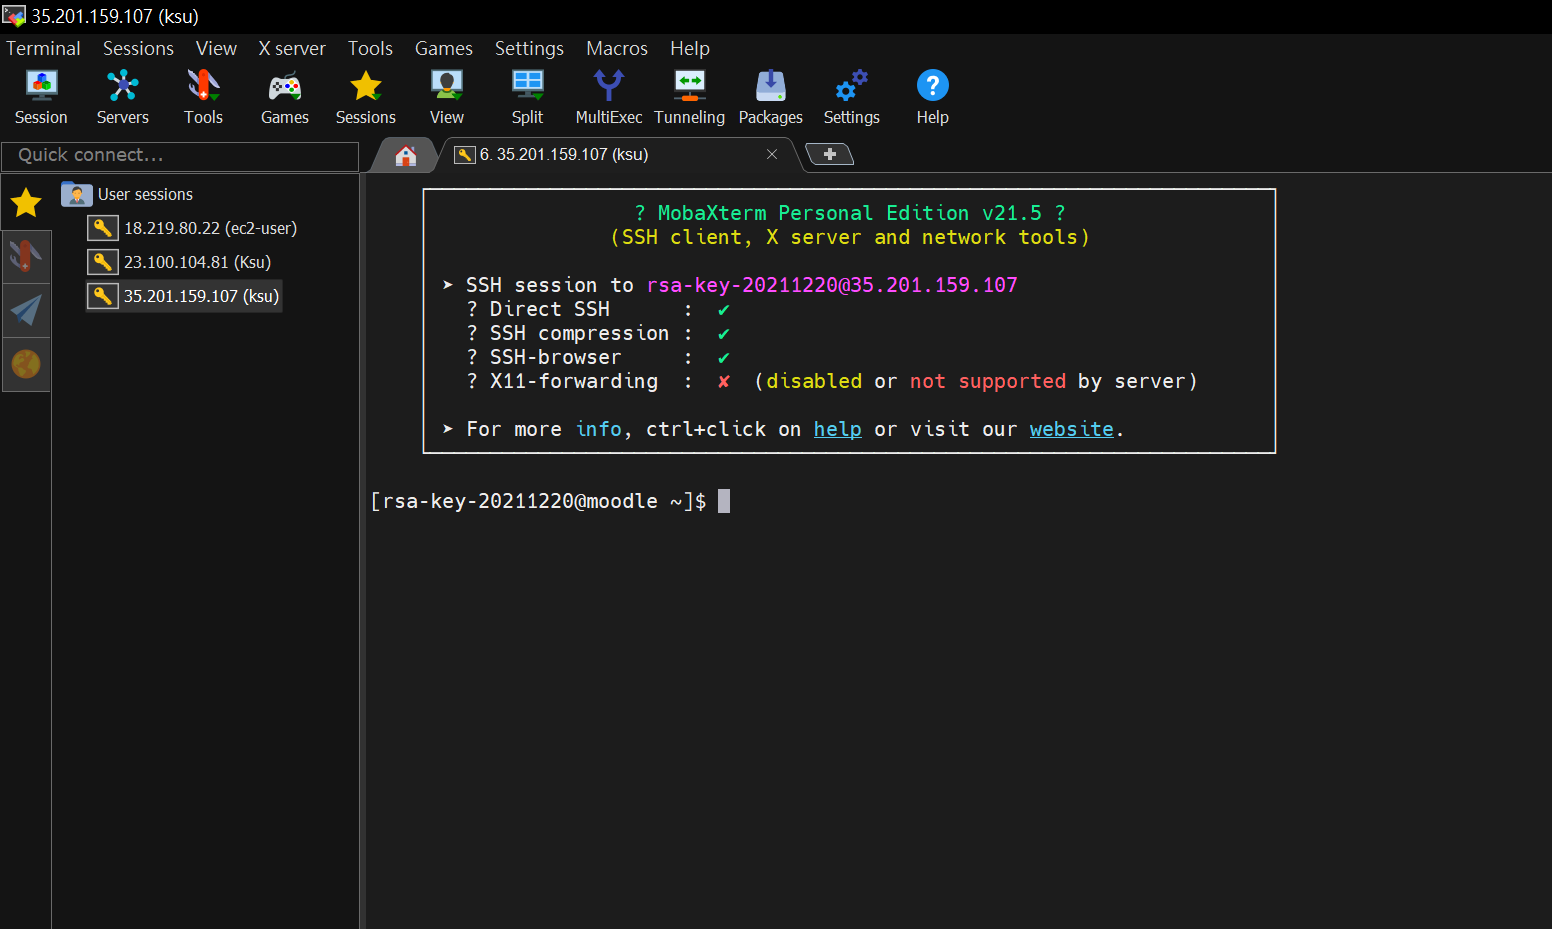 35.201.159.107 (ksu)
Terminal Sessions View X server Tools Games Settings Macros Help
Session Servers Tools Games Sessions View Split MultiExec Tunneling Packages Settings Help
Quick connect...
6. 35.201.159.107 (ksu)
User sessions
18.219.80.22 (ec2-user)
23.100.104.81 (Ksu)
35.201.159.107 (ksu)
? MobaXterm Personal Edition v21.5 ?
(SSH client, X server and network tools)
➤ SSH session to rsa-key-20211220@35.201.159.107
? Direct SSH : ✔
? SSH compression : ✔
? SSH-browser : ✔
? X11-forwarding : ✘ (disabled or not supported by server)
➤ For more info, ctrl+click on help or visit our website.
[rsa-key-20211220@moodle ~]$